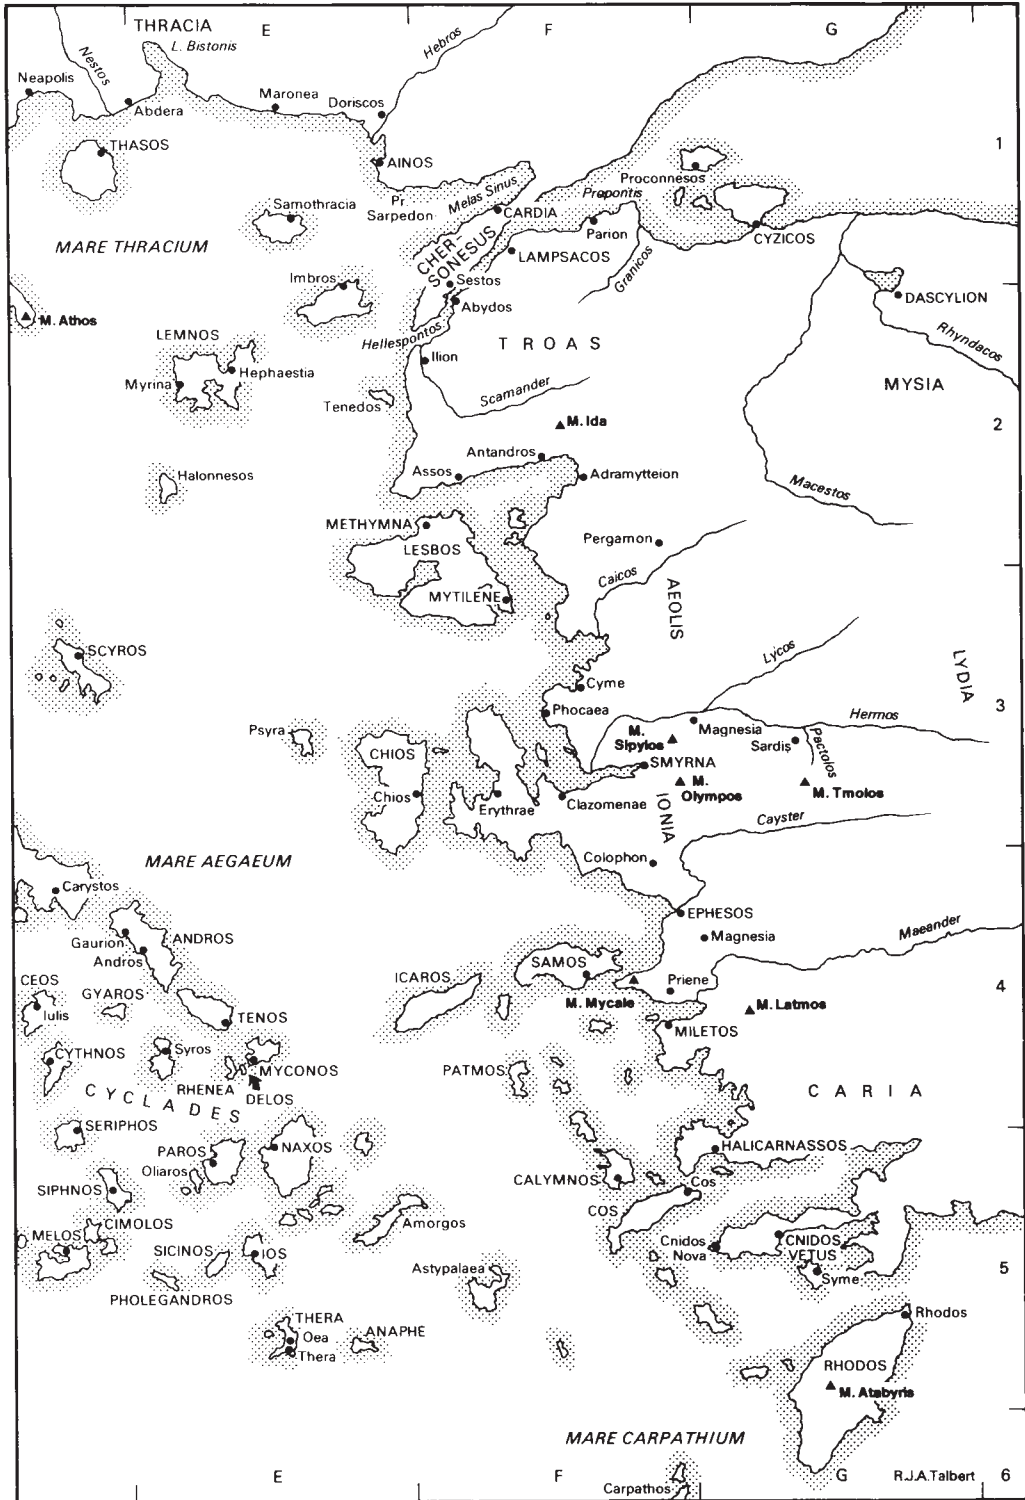 THRACIA
E
F
G
L. Bistonis
Nestos
Hebros
Neapolis
Abdera
Maronea
Doriscos
1
THASOS
AINOS
Proconnesos
Propontis
Melas Sinus
Pr.
Sarpedon
Samothracia
CARDIA
Parion
CYZICOS
MARE THRACIUM
CHER-
SONESUS
LAMPSACOS
Granicos
Imbros
Sestos
Abydos
DASCYLION
M. Athos
Hellespontos
Rhyndacos
LEMNOS
TROAS
Ilion
Myrina
Hephaestia
Scamander
MYSIA
Tenedos
M. Ida
2
Antandros
Assos
Adramytteion
Halonnesos
Macestos
METHYMNA
LESBOS
Pergamon
Caicos
MYTILENE
AEOLIS
SCYROS
Lycos
LYDIA
Cyme
3
Phocaea
Hermos
Psyra
Magnesia
M.
Sipylos
Sardis
Pactolos
CHIOS
SMYRNA
M.
Olympos
M. Tmolos
Chios
Erythrae
Clazomenae
IONIA
Cayster
MARE AEGAEUM
Colophon
Carystos
EPHESOS
Gaurion
ANDROS
Magnesia
Maeander
Andros
CEOS
GYAROS
ICAROS
SAMOS
Priene
4
M. Mycale
M. Latmos
Iulis
TENOS
MILETOS
CYTHNOS
Syros
MYCONOS
PATMOS
RHENEA
DELOS
CYCLADES
CARIA
SERIPHOS
PAROS
NAXOS
HALICARNASSOS
Oliaros
SIPHNOS
CALYMNOS
Cos
COS
CIMOLOS
MELOS
Amorgos
SICINOS
IOS
Cnidos
Nova
CNIDOS
VETUS
Astypalaea
Syme
5
PHOLEGANDROS
THERA
Oea
Thera
ANAPHE
Rhodos
RHODOS
M. Atabyris
MARE CARPATHIUM
E
F
G
R.J.A.Talbert
6
Carpathos